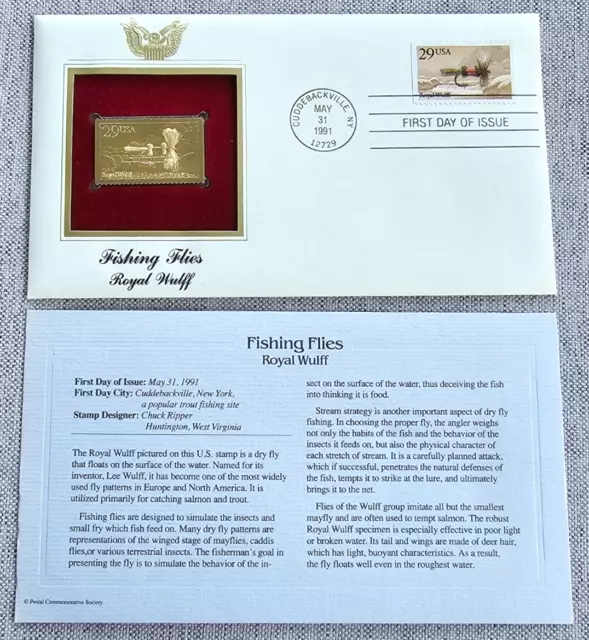 29 USA
Royal Wulff
CUDDEBACKVILLE, NY
MAY
31
1991
12729
FIRST DAY OF ISSUE
29 USA
Royal Wulff
Fishing Flies
Royal Wulff
Fishing Flies
Royal Wulff
First Day of Issue: May 31, 1991
First Day City: Cuddebackville, New York,
a popular trout fishing site
Stamp Designer: Chuck Ripper
Huntington, West Virginia
The Royal Wulff pictured on this U.S. stamp is a dry fly
that floats on the surface of the water. Named for its
inventor, Lee Wulff, it has become one of the most widely
used fly patterns in Europe and North America. It is
utilized primarily for catching salmon and trout.
Fishing flies are designed to simulate the insects and
small fry which fish feed on. Many dry fly patterns are
representations of the winged stage of mayflies, caddis
flies,or various terrestrial insects. The fisherman's goal in
presenting the fly is to simulate the behavior of the in-
sect on the surface of the water, thus deceiving the fish
into thinking it is food.
Stream strategy is another important aspect of dry fly
fishing. In choosing the proper fly, the angler weighs
not only the habits of the fish and the behavior of the
insect it feeds on, but also the physical character of
each stretch of stream. It is a carefully planned attack,
which if successful, penetrates the natural defenses of
the fish, tempts it to strike at the lure, and ultimately
brings it to the net.
Flies of the Wulff group imitate all but the smallest
mayfly and are often used to tempt salmon. The robust
Royal Wulff specimen is especially effective in poor light
or broken water. Its tail and wings are made of deer hair,
which has light, buoyant characteristics. As a result,
the fly floats well even in the roughest water.
© Postal Commemorative Society